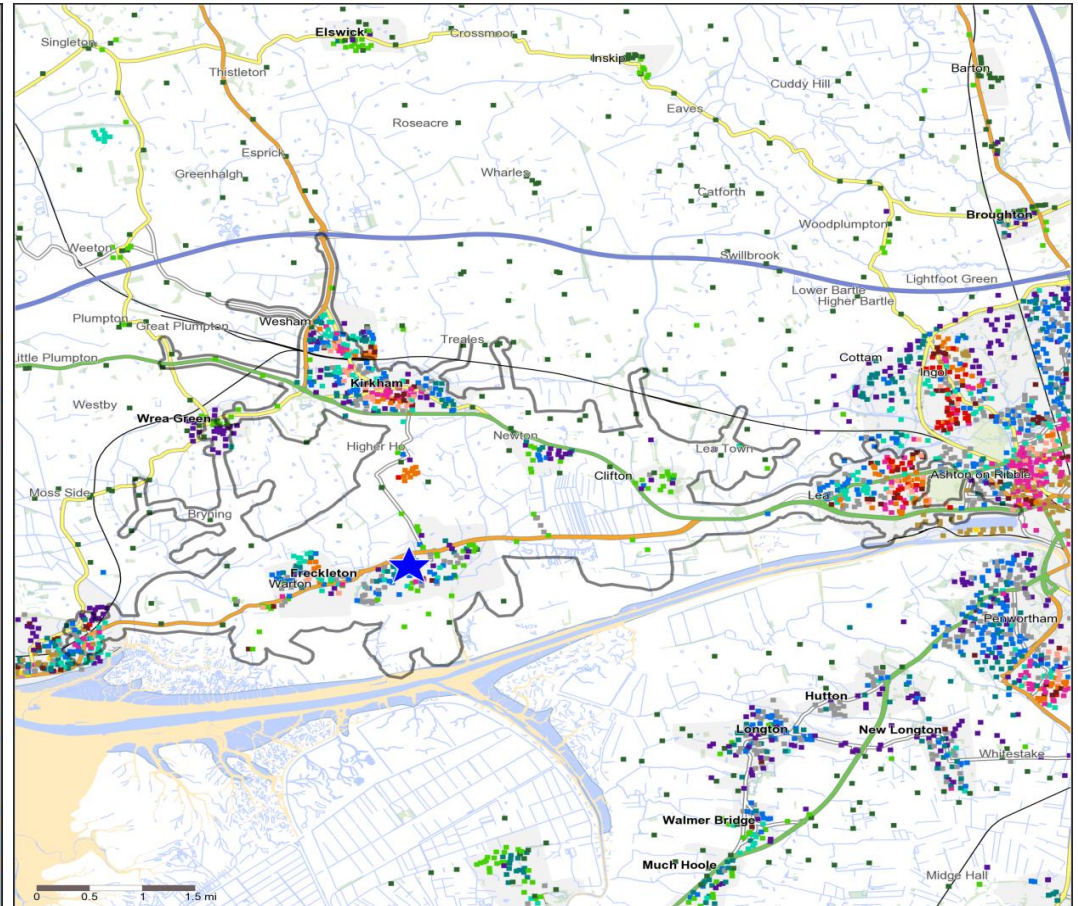 Elswick
Crossmoor
Singleton
Inskip
Barton
Thistleton
Cuddy Hill
Eaves
Roseacre
Esprick
Greenhalgh
Wharles
Catforth
Broughton
Woodplumpton
Weeton
Swillbrook
Lightfoot Green
Lower Bartle
Higher Bartle
Plumpton
Great Plumpton
Wesham
Treales
Little Plumpton
Cottam
Ingo
Kirkham
Westby
Wrea Green
Newton
Higher Ho
Lea Town
Clifton
Ashton on Ribble
Moss Side
Lea
Bryning
Freckleton
Warton
Penwortham
Hutton
Longton
New Longton
Whitestake
Walmer Bridge
Much Hoole
Midge Hall
0 0.5 1 1.5 mi